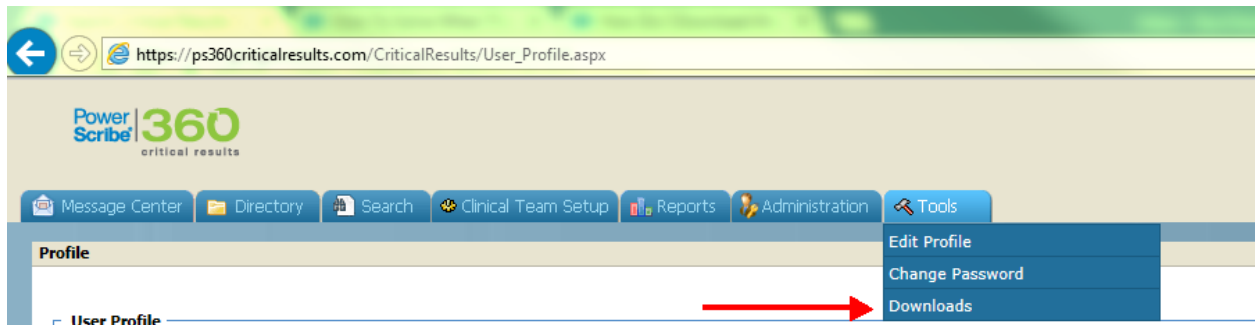 https://ps360criticalresults.com/CriticalResults/User_Profile.aspx
Power
Scribe®
360
critical results
Message Center
Directory
Search
Clinical Team Setup
Reports
Administration
Tools
Edit Profile
Change Password
Downloads
Profile
User Profile